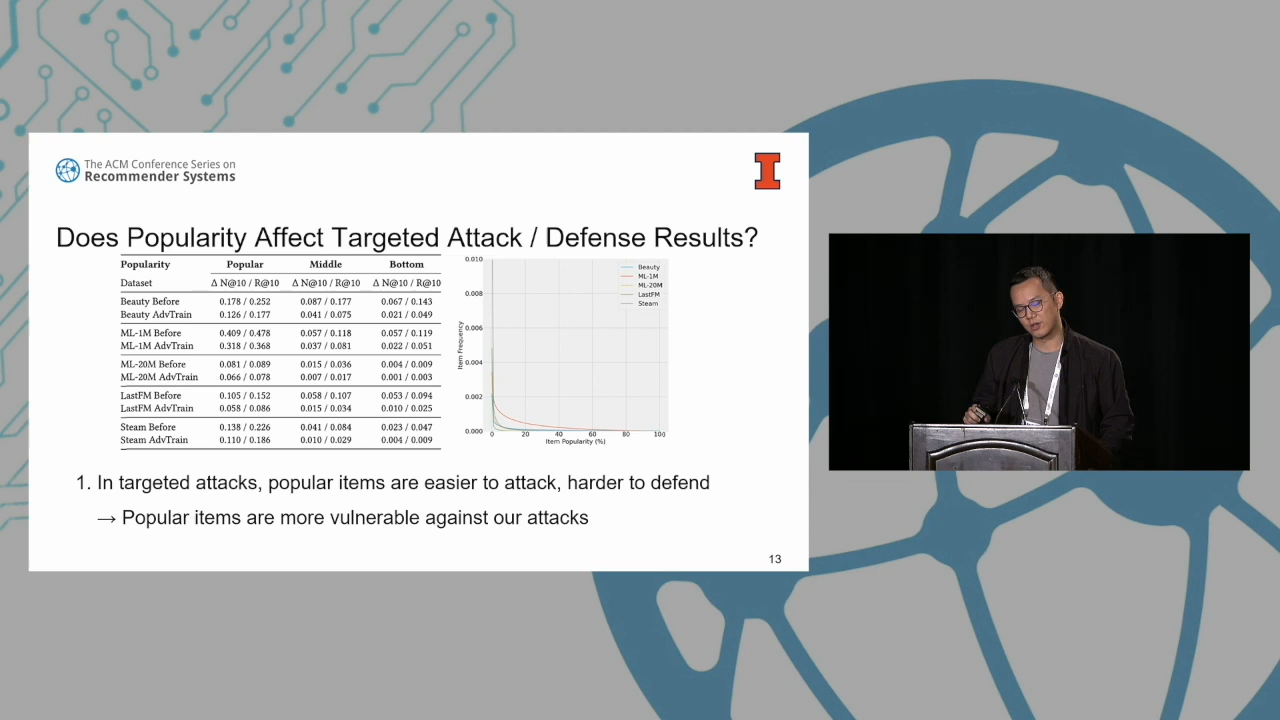 The ACM Conference Series on
Recommender Systems
Does Popularity Affect Targeted Attack / Defense Results?
Popularity Popular Middle Bottom
Dataset Δ N@10 / R@10 Δ N@10 / R@10 Δ N@10 / R@10
Beauty Before 0.178 / 0.252 0.087 / 0.177 0.067 / 0.143
Beauty AdvTrain 0.126 / 0.177 0.041 / 0.075 0.021 / 0.049
ML-1M Before 0.409 / 0.478 0.057 / 0.118 0.057 / 0.119
ML-1M AdvTrain 0.318 / 0.368 0.037 / 0.081 0.022 / 0.051
ML-20M Before 0.081 / 0.089 0.015 / 0.036 0.004 / 0.009
ML-20M AdvTrain 0.066 / 0.078 0.007 / 0.017 0.001 / 0.003
LastFM Before 0.105 / 0.152 0.058 / 0.107 0.053 / 0.094
LastFM AdvTrain 0.058 / 0.086 0.015 / 0.034 0.010 / 0.025
Steam Before 0.138 / 0.226 0.041 / 0.084 0.023 / 0.047
Steam AdvTrain 0.110 / 0.186 0.010 / 0.029 0.004 / 0.009
0.010
0.008
0.006
0.004
0.002
0.000
Item Frequency
Beauty
ML-1M
ML-20M
LastFM
Steam
0 20 40 60 80 100
Item Popularity (%)
1. In targeted attacks, popular items are easier to attack, harder to defend
→ Popular items are more vulnerable against our attacks
13